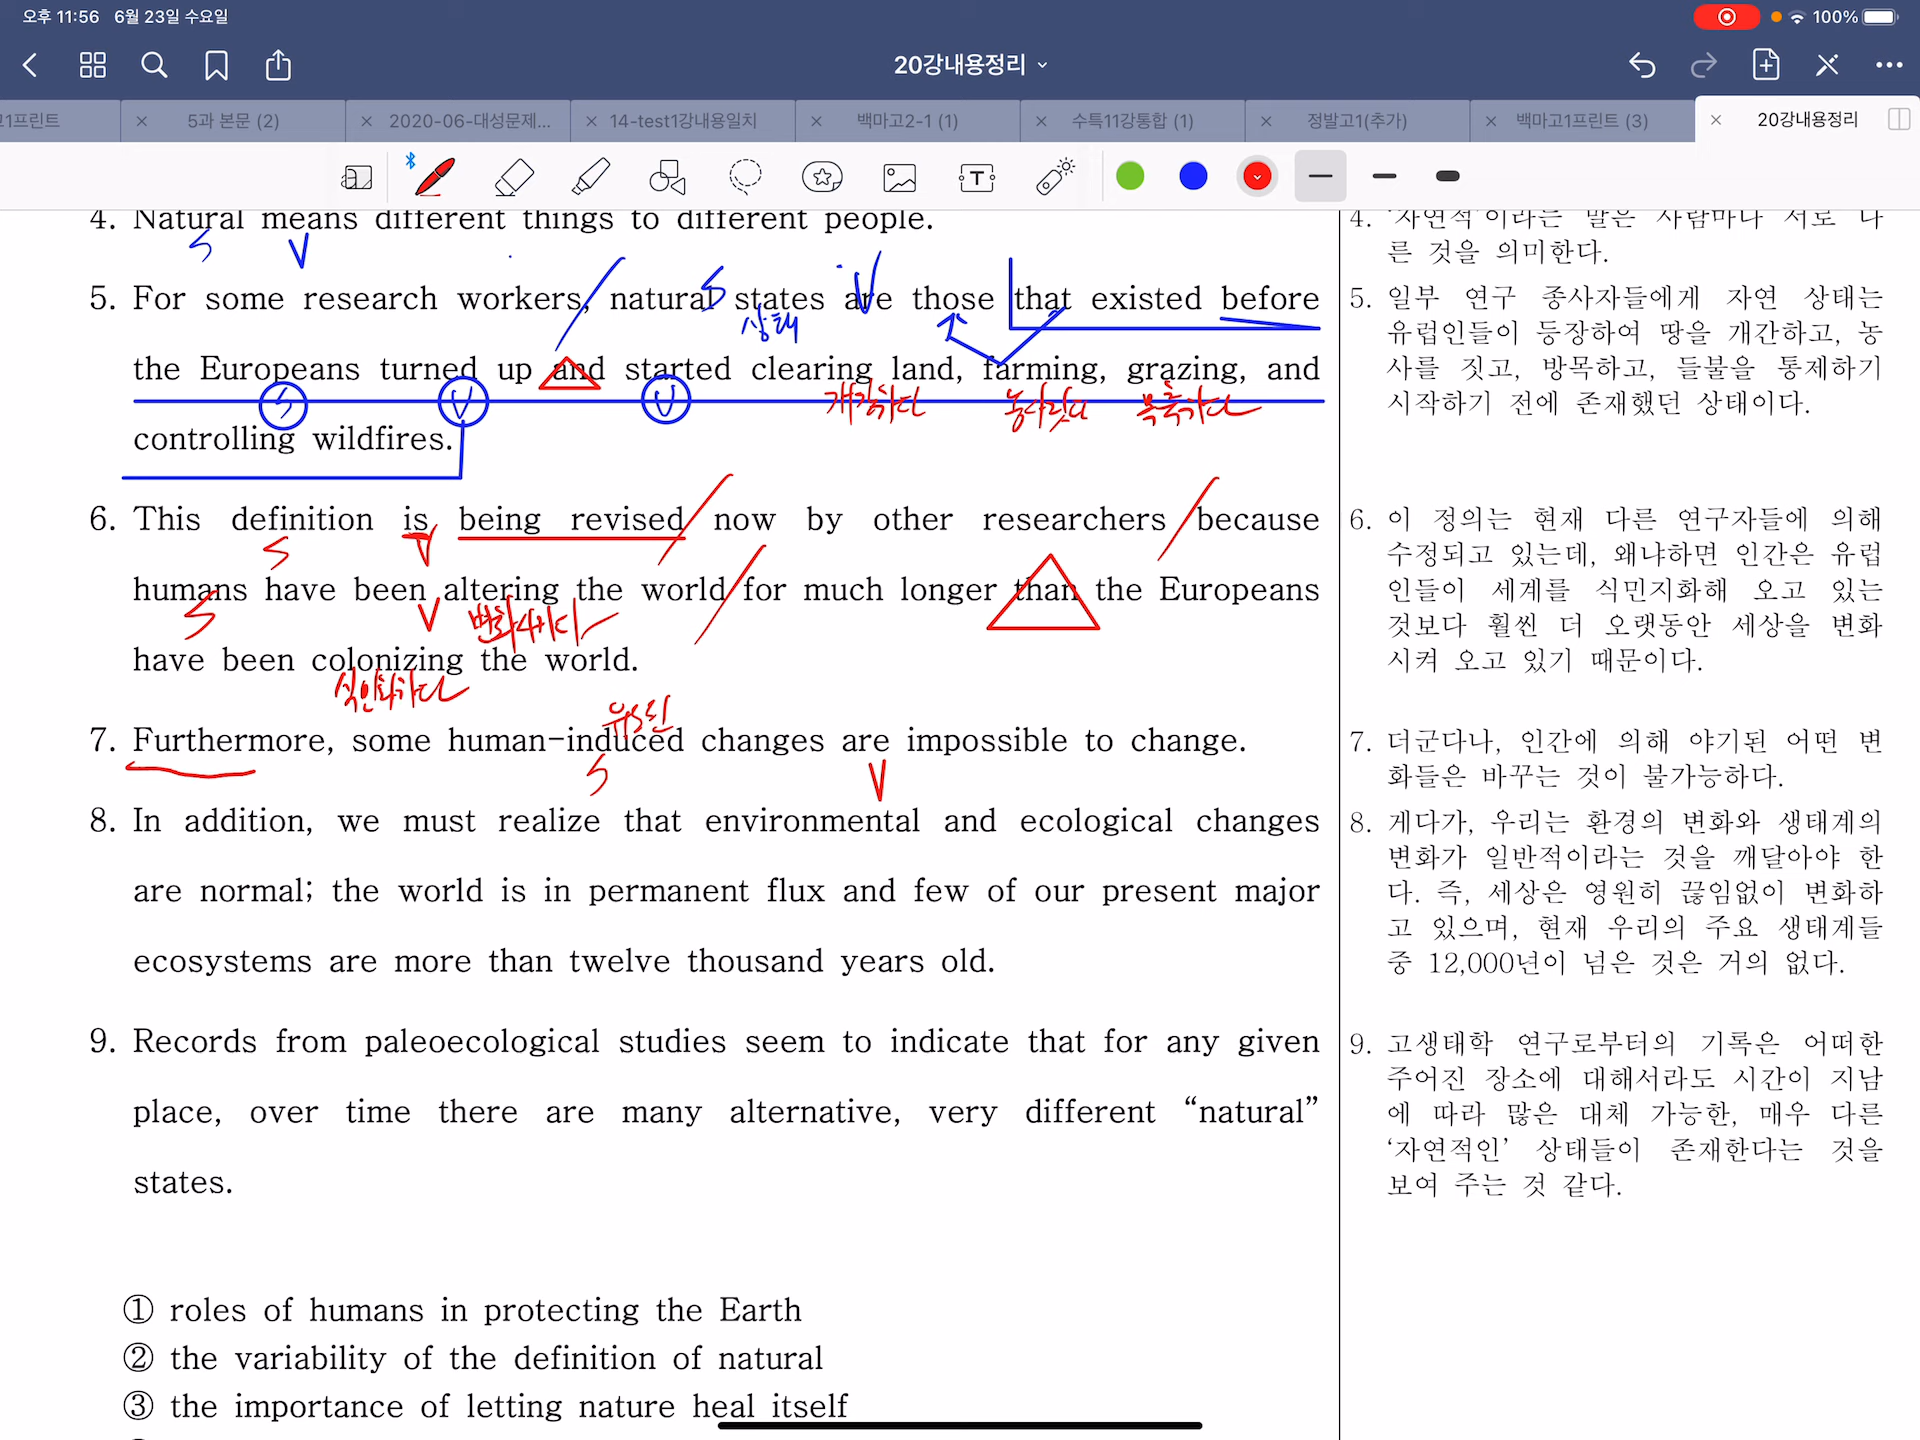 오후 11:56 6월 23일 수요일
100%
20강내용정리
고1프린트
5과 본문 (2)
2020-06-대성문제...
14-test1강내용일치
백마고2-1 (1)
수특11강통합 (1)
정발고1(추가)
백마고1프린트 (3)
20강내용정리
4. Natural means different things to different people.
S V
5. For some research workers, natural states are those that existed before
S V
상태
the Europeans turned up and started clearing land, farming, grazing, and
S V V 개간하다 농사짓다
controlling wildfires.
6. This definition is being revised now by other researchers because
S V
humans have been altering the world for much longer than the Europeans
S V 변화시키다
have been colonizing the world.
식민화하다
유도된
7. Furthermore, some human-induced changes are impossible to change.
S V
8. In addition, we must realize that environmental and ecological changes
are normal; the world is in permanent flux and few of our present major
ecosystems are more than twelve thousand years old.
9. Records from paleoecological studies seem to indicate that for any given
place, over time there are many alternative, very different “natural”
states.
① roles of humans in protecting the Earth
② the variability of the definition of natural
③ the importance of letting nature heal itself
4. ‘자연적’이라는 말은 사람마다 서로 다
른 것을 의미한다.
5. 일부 연구 종사자들에게 자연 상태는
유럽인들이 등장하여 땅을 개간하고, 농
사를 짓고, 방목하고, 들불을 통제하기
시작하기 전에 존재했던 상태이다.
6. 이 정의는 현재 다른 연구자들에 의해
수정되고 있는데, 왜냐하면 인간은 유럽
인들이 세계를 식민지화해 오고 있는
것보다 훨씬 더 오랫동안 세상을 변화
시켜 오고 있기 때문이다.
7. 더군다나, 인간에 의해 야기된 어떤 변
화들은 바꾸는 것이 불가능하다.
8. 게다가, 우리는 환경의 변화와 생태계의
변화가 일반적이라는 것을 깨달아야 한
다. 즉, 세상은 영원히 끊임없이 변화하
고 있으며, 현재 우리의 주요 생태계들
중 12,000년이 넘은 것은 거의 없다.
9. 고생태학 연구로부터의 기록은 어떠한
주어진 장소에 대해서라도 시간이 지남
에 따라 많은 대체 가능한, 매우 다른
‘자연적인’ 상태들이 존재한다는 것을
보여 주는 것 같다.